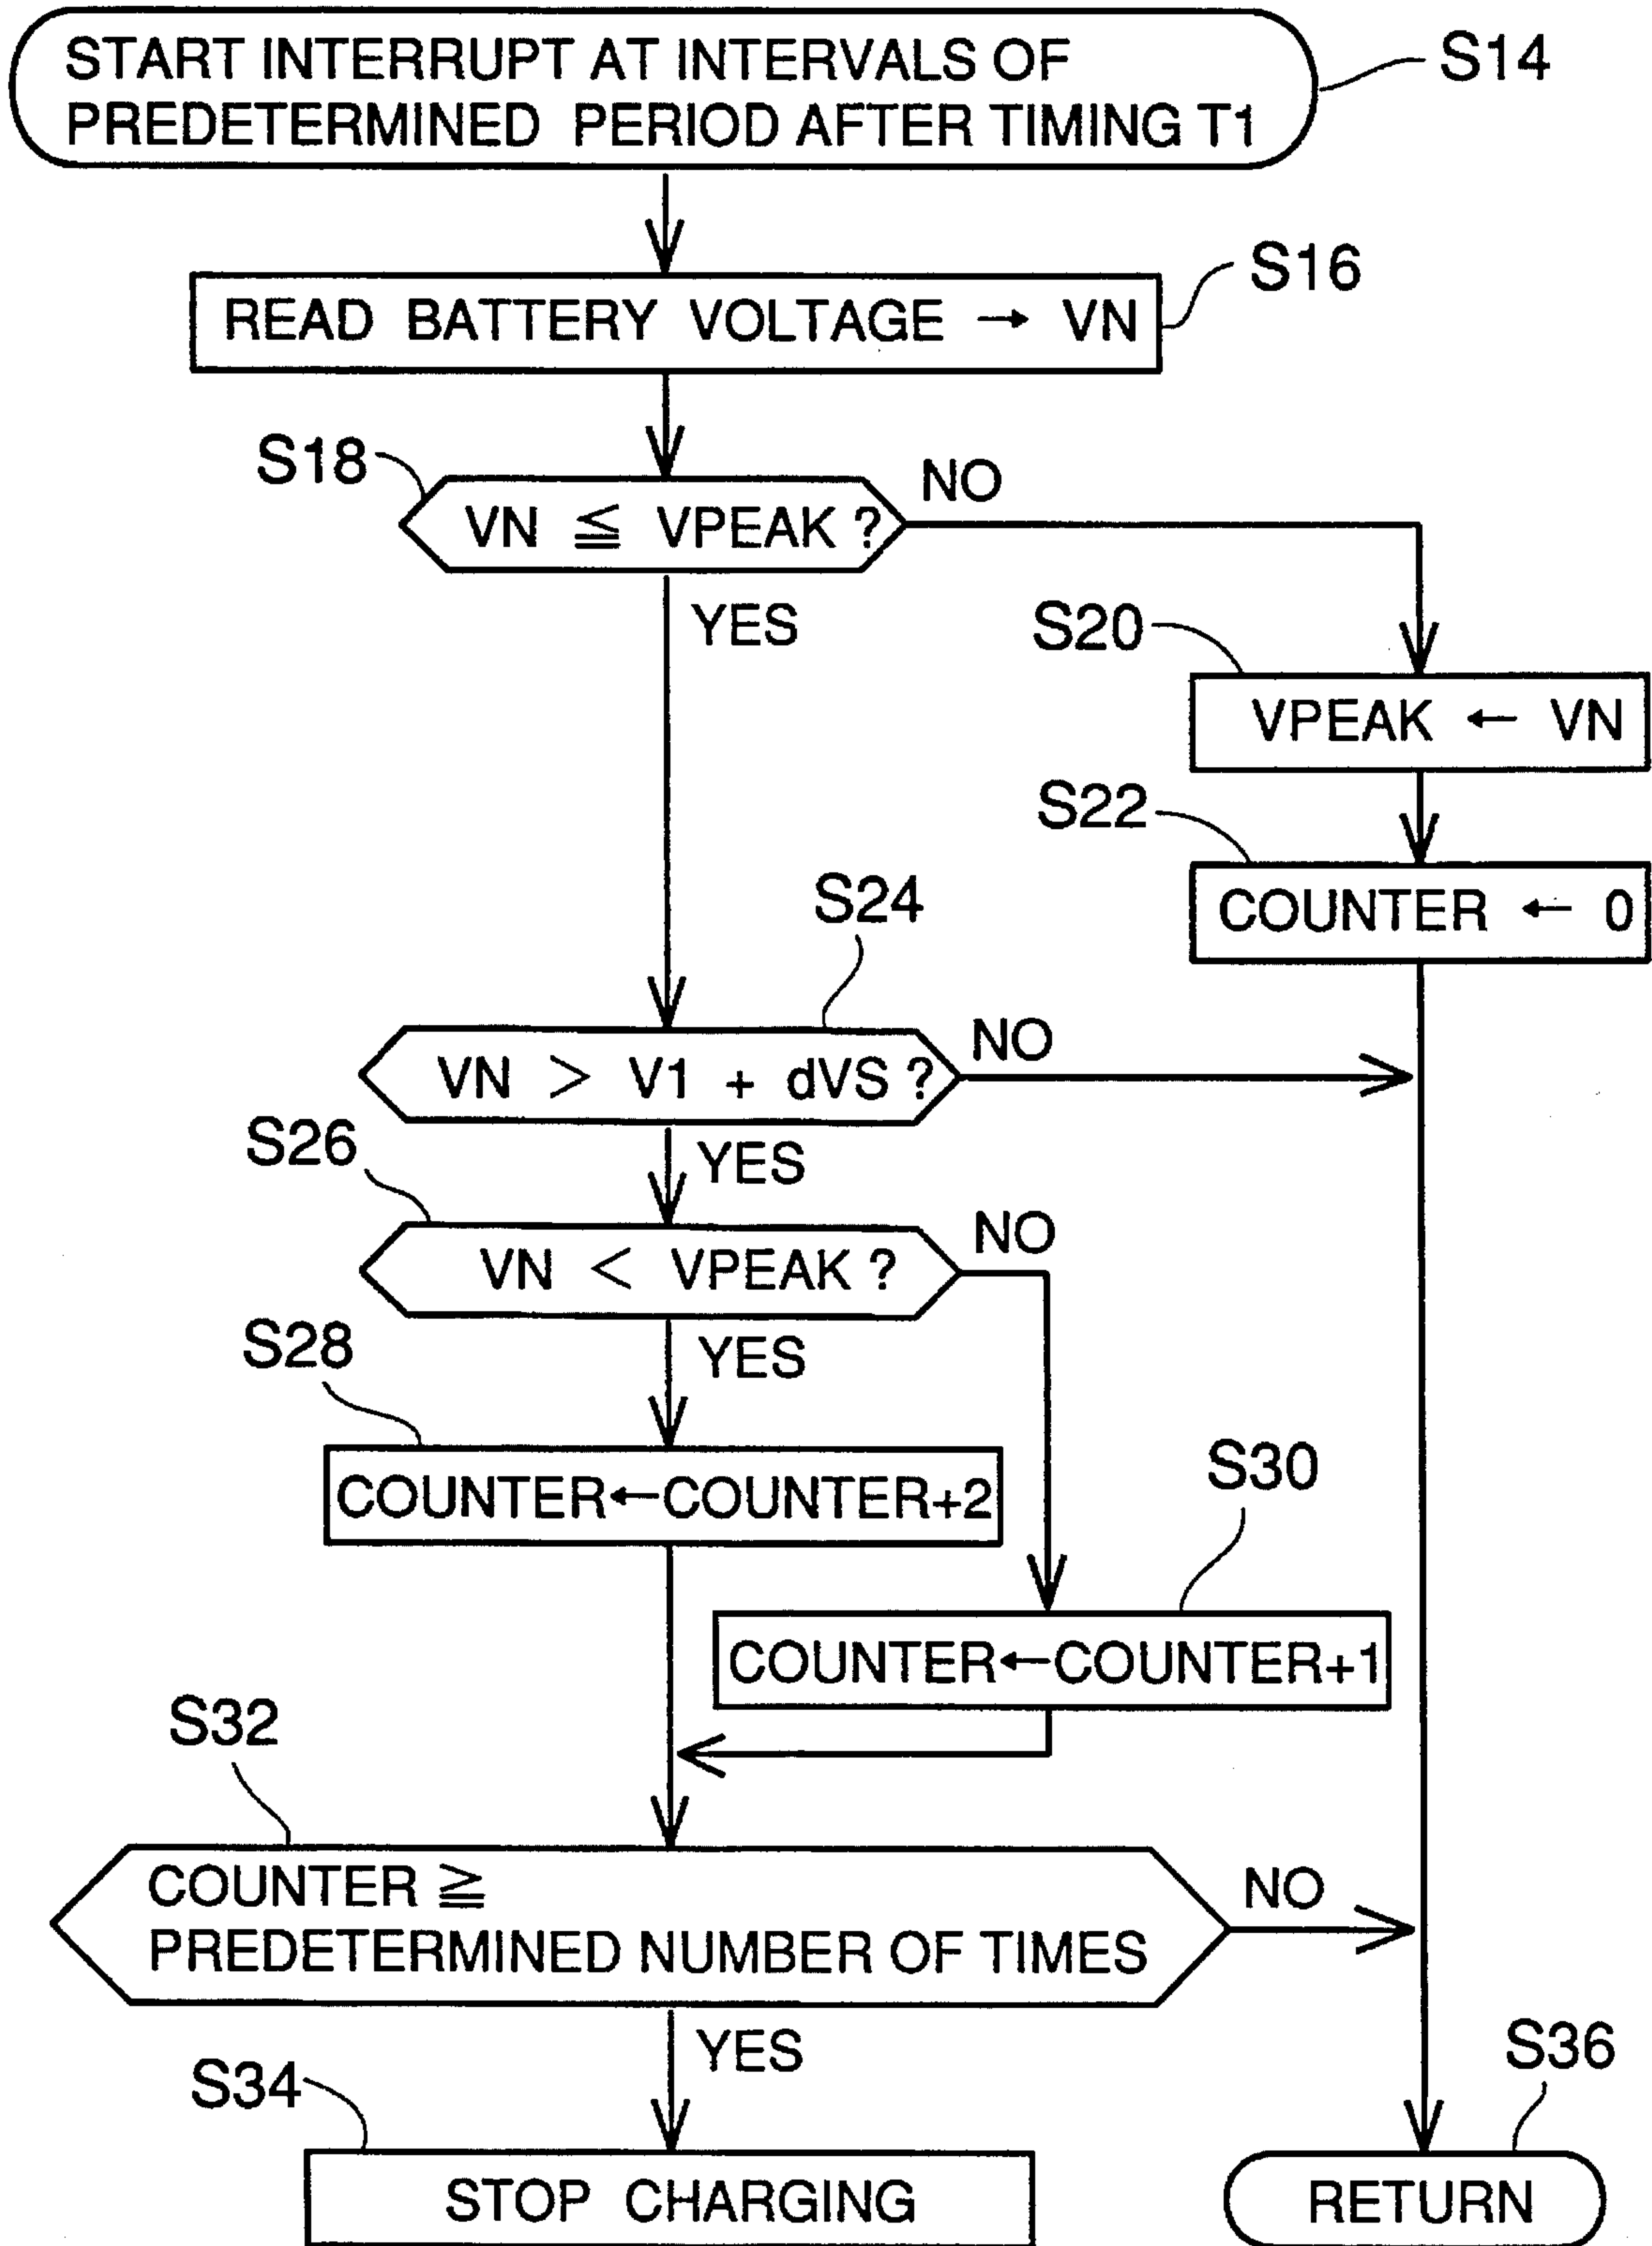 START INTERRUPT AT INTERVALS OF
PREDETERMINED PERIOD AFTER TIMING T1
S14
S16
READ BATTERY VOLTAGE → VN
S18
NO
VN ≦ VPEAK ?
YES
S20
VPEAK ← VN
S22
COUNTER ← 0
S24
NO
VN > V1 + dVS ?
S26
YES
NO
VN < VPEAK ?
S28
YES
COUNTER←COUNTER+2
S30
COUNTER←COUNTER+1
S32
COUNTER ≧
NO
PREDETERMINED NUMBER OF TIMES
YES
S36
S34
STOP CHARGING
RETURN